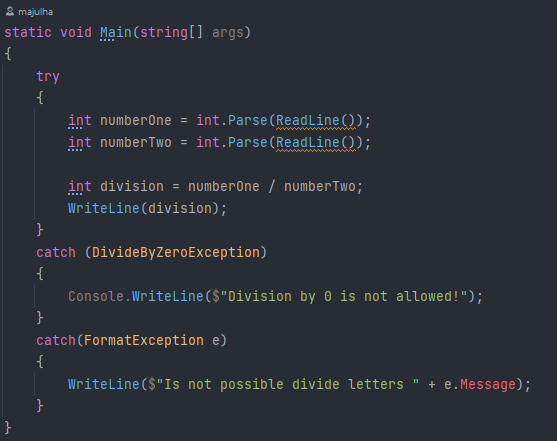 majulha
static void Main(string[] args)
{
try
{
int numberOne = int.Parse(ReadLine());
int numberTwo = int.Parse(ReadLine());
int division = numberOne / numberTwo;
WriteLine(division);
}
catch (DivideByZeroException)
{
Console.WriteLine($"Division by 0 is not allowed!");
}
catch(FormatException e)
{
WriteLine($"Is not possible divide letters " + e.Message);
}
}